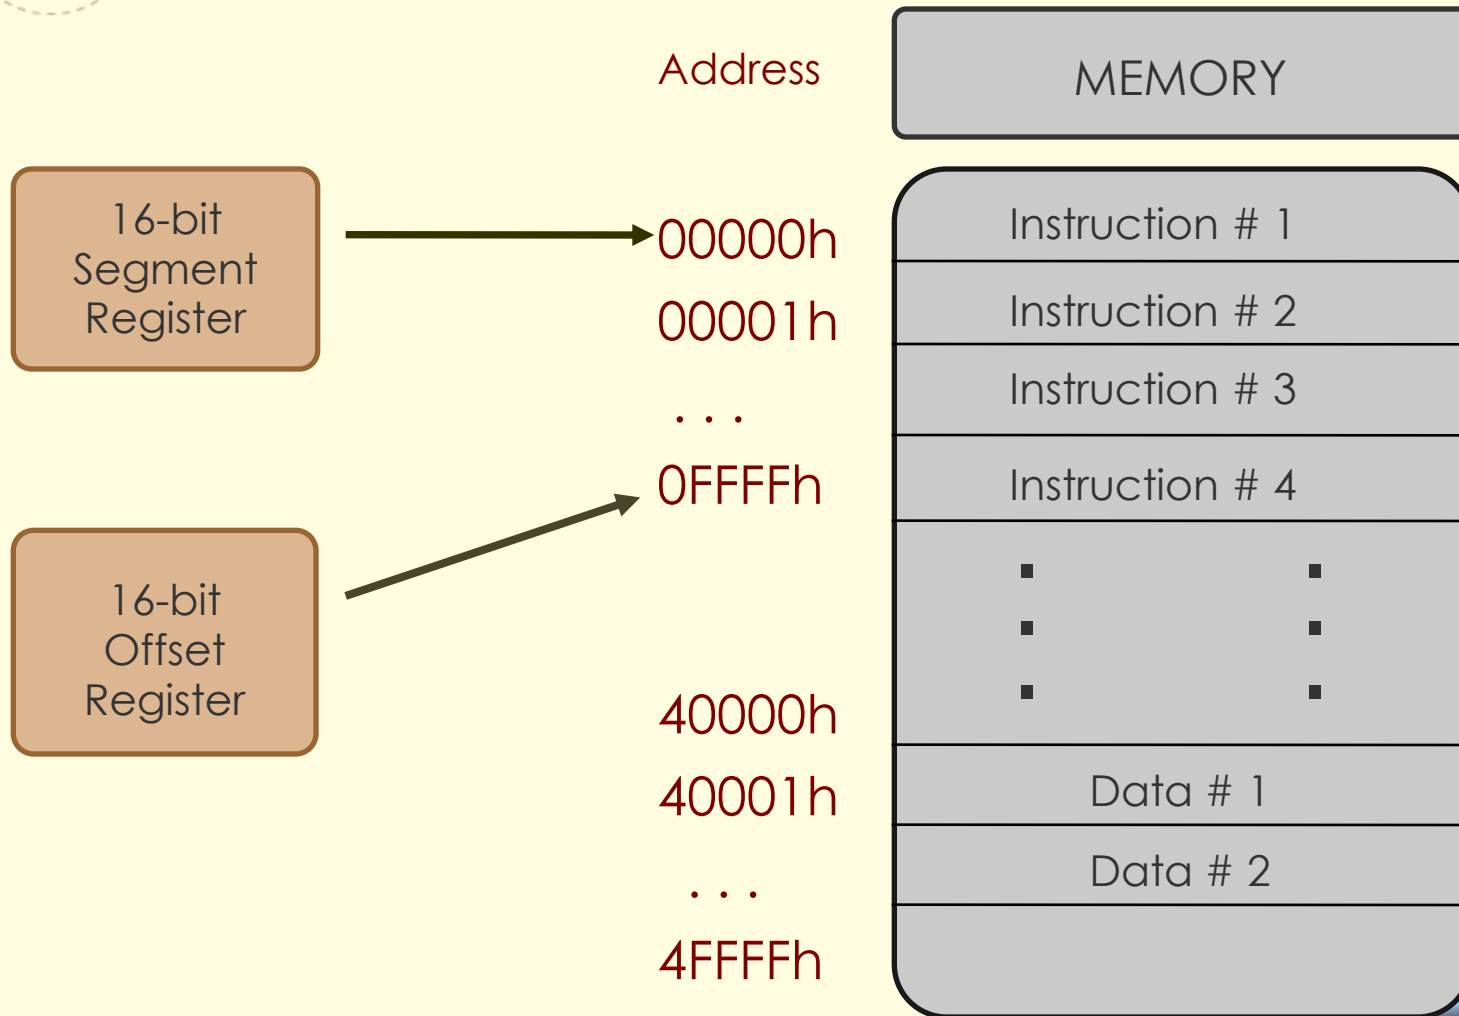 Address
MEMORY
16-bit
Segment
Register
00000h
Instruction # 1
00001h
Instruction # 2
. . .
Instruction # 3
0FFFFh
Instruction # 4
16-bit
Offset
Register
40000h
40001h
Data # 1
. . .
Data # 2
4FFFFh